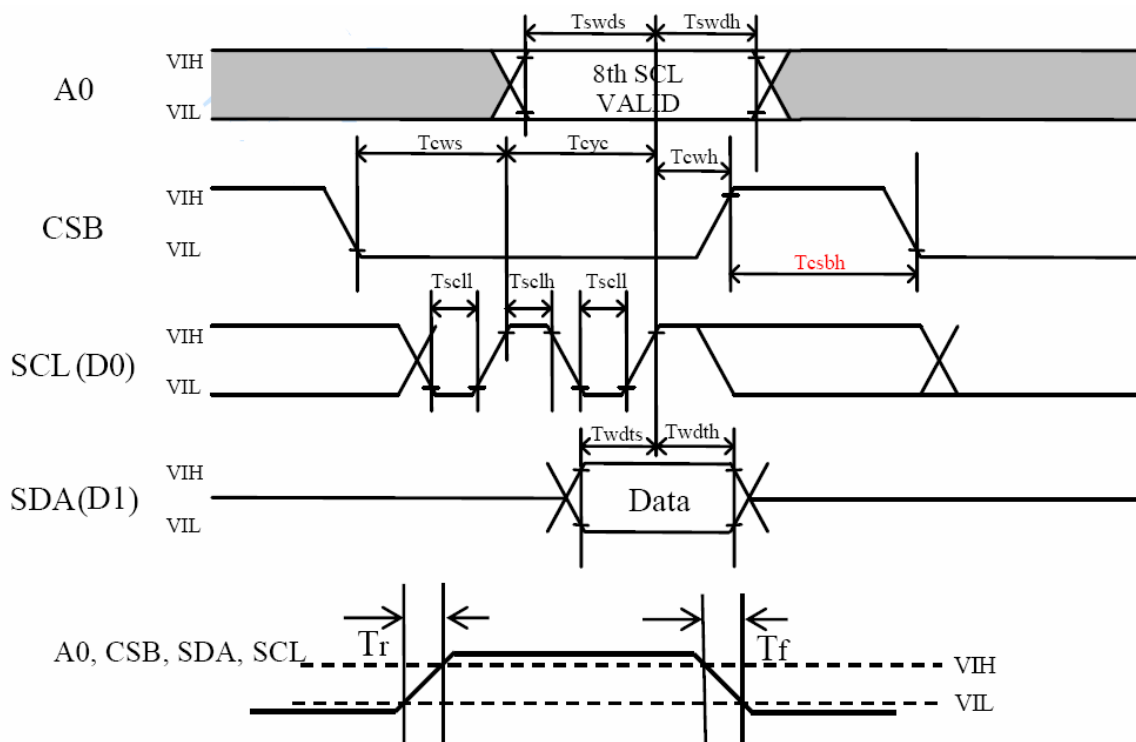 Tswds Tswdh
VIH
A0
8th SCL
VALID
VIL
Tcws Tcyc Tcwh
VIH
CSB
VIL
Tcsbh
Tscll Tsclh Tscll
VIH
SCL (D0)
VIL
Twdts Twdth
VIH
SDA(D1)
Data
VIL
Tr Tf
A0, CSB, SDA, SCL
VIH
VIL